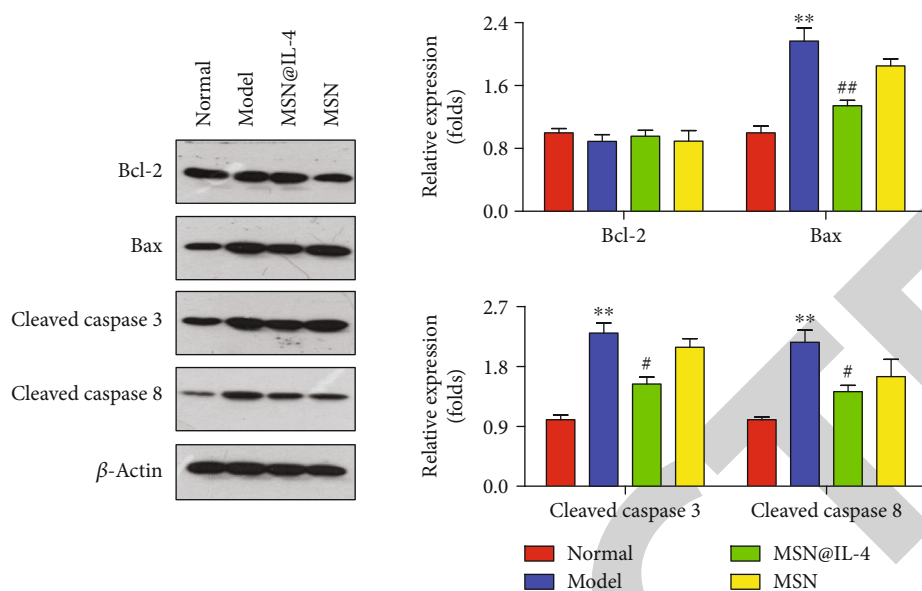 Normal
Model
MSN@IL-4
MSN
Bcl-2
Bax
Cleaved caspase 3
Cleaved caspase 8
β-Actin
Relative expression
(folds)
2.4
1.6
0.8
0.0
**
##
Bcl-2
Bax
Relative expression
(folds)
2.7
1.8
0.9
0.0
**
#
**
#
Cleaved caspase 3
Cleaved caspase 8
Normal
MSN@IL-4
Model
MSN